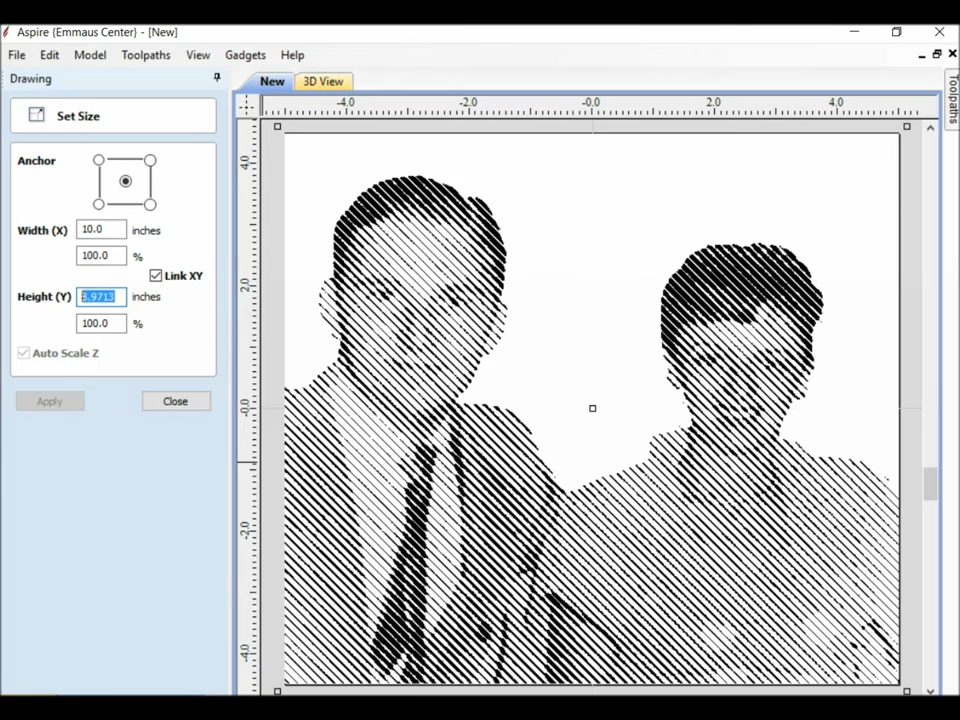 Aspire {Emmaus Center} - [New]
File Edit Model Toolpaths View Gadgets Help
Drawing
New 3D View
Toolpaths
-4.0 -2.0 -0.0 2.0 4.0
Set Size
Anchor
Width (X) 10.0 inches
100.0 %
Link XY
Height (Y) 8.9713 inches
100.0 %
Auto Scale Z
Apply Close
4.0
2.0
-0.0
-2.0
-4.0